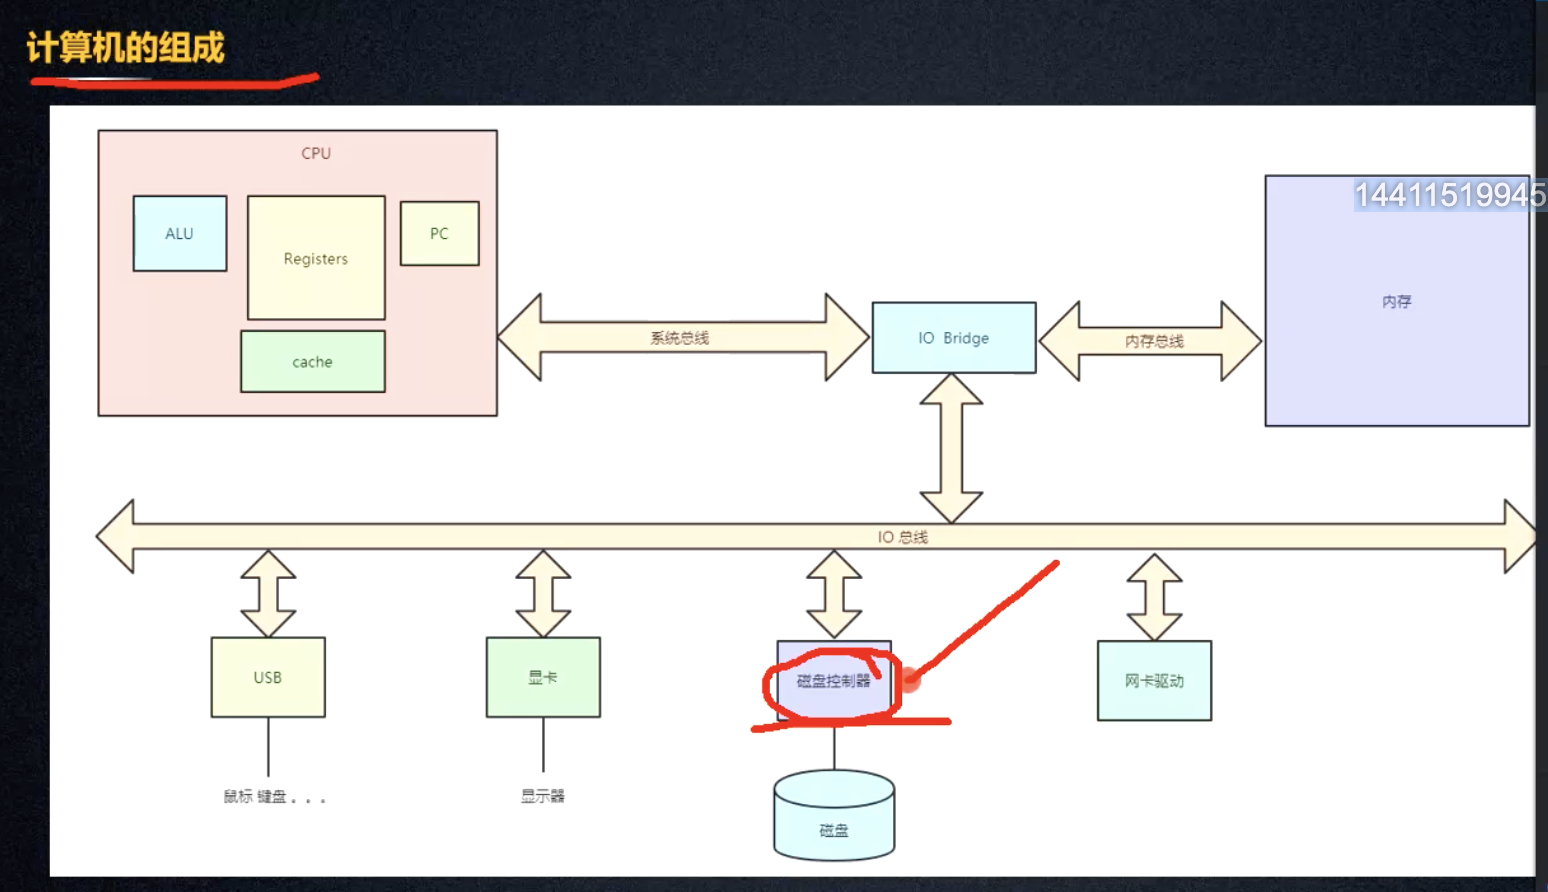 计算机的组成
CPU
14411519945
ALU
Registers
PC
内存
系统总线
IO Bridge
内存总线
cache
IO 总线
USB
显卡
磁盘控制器
网卡驱动
鼠标 键盘 。。。
显示器
磁盘